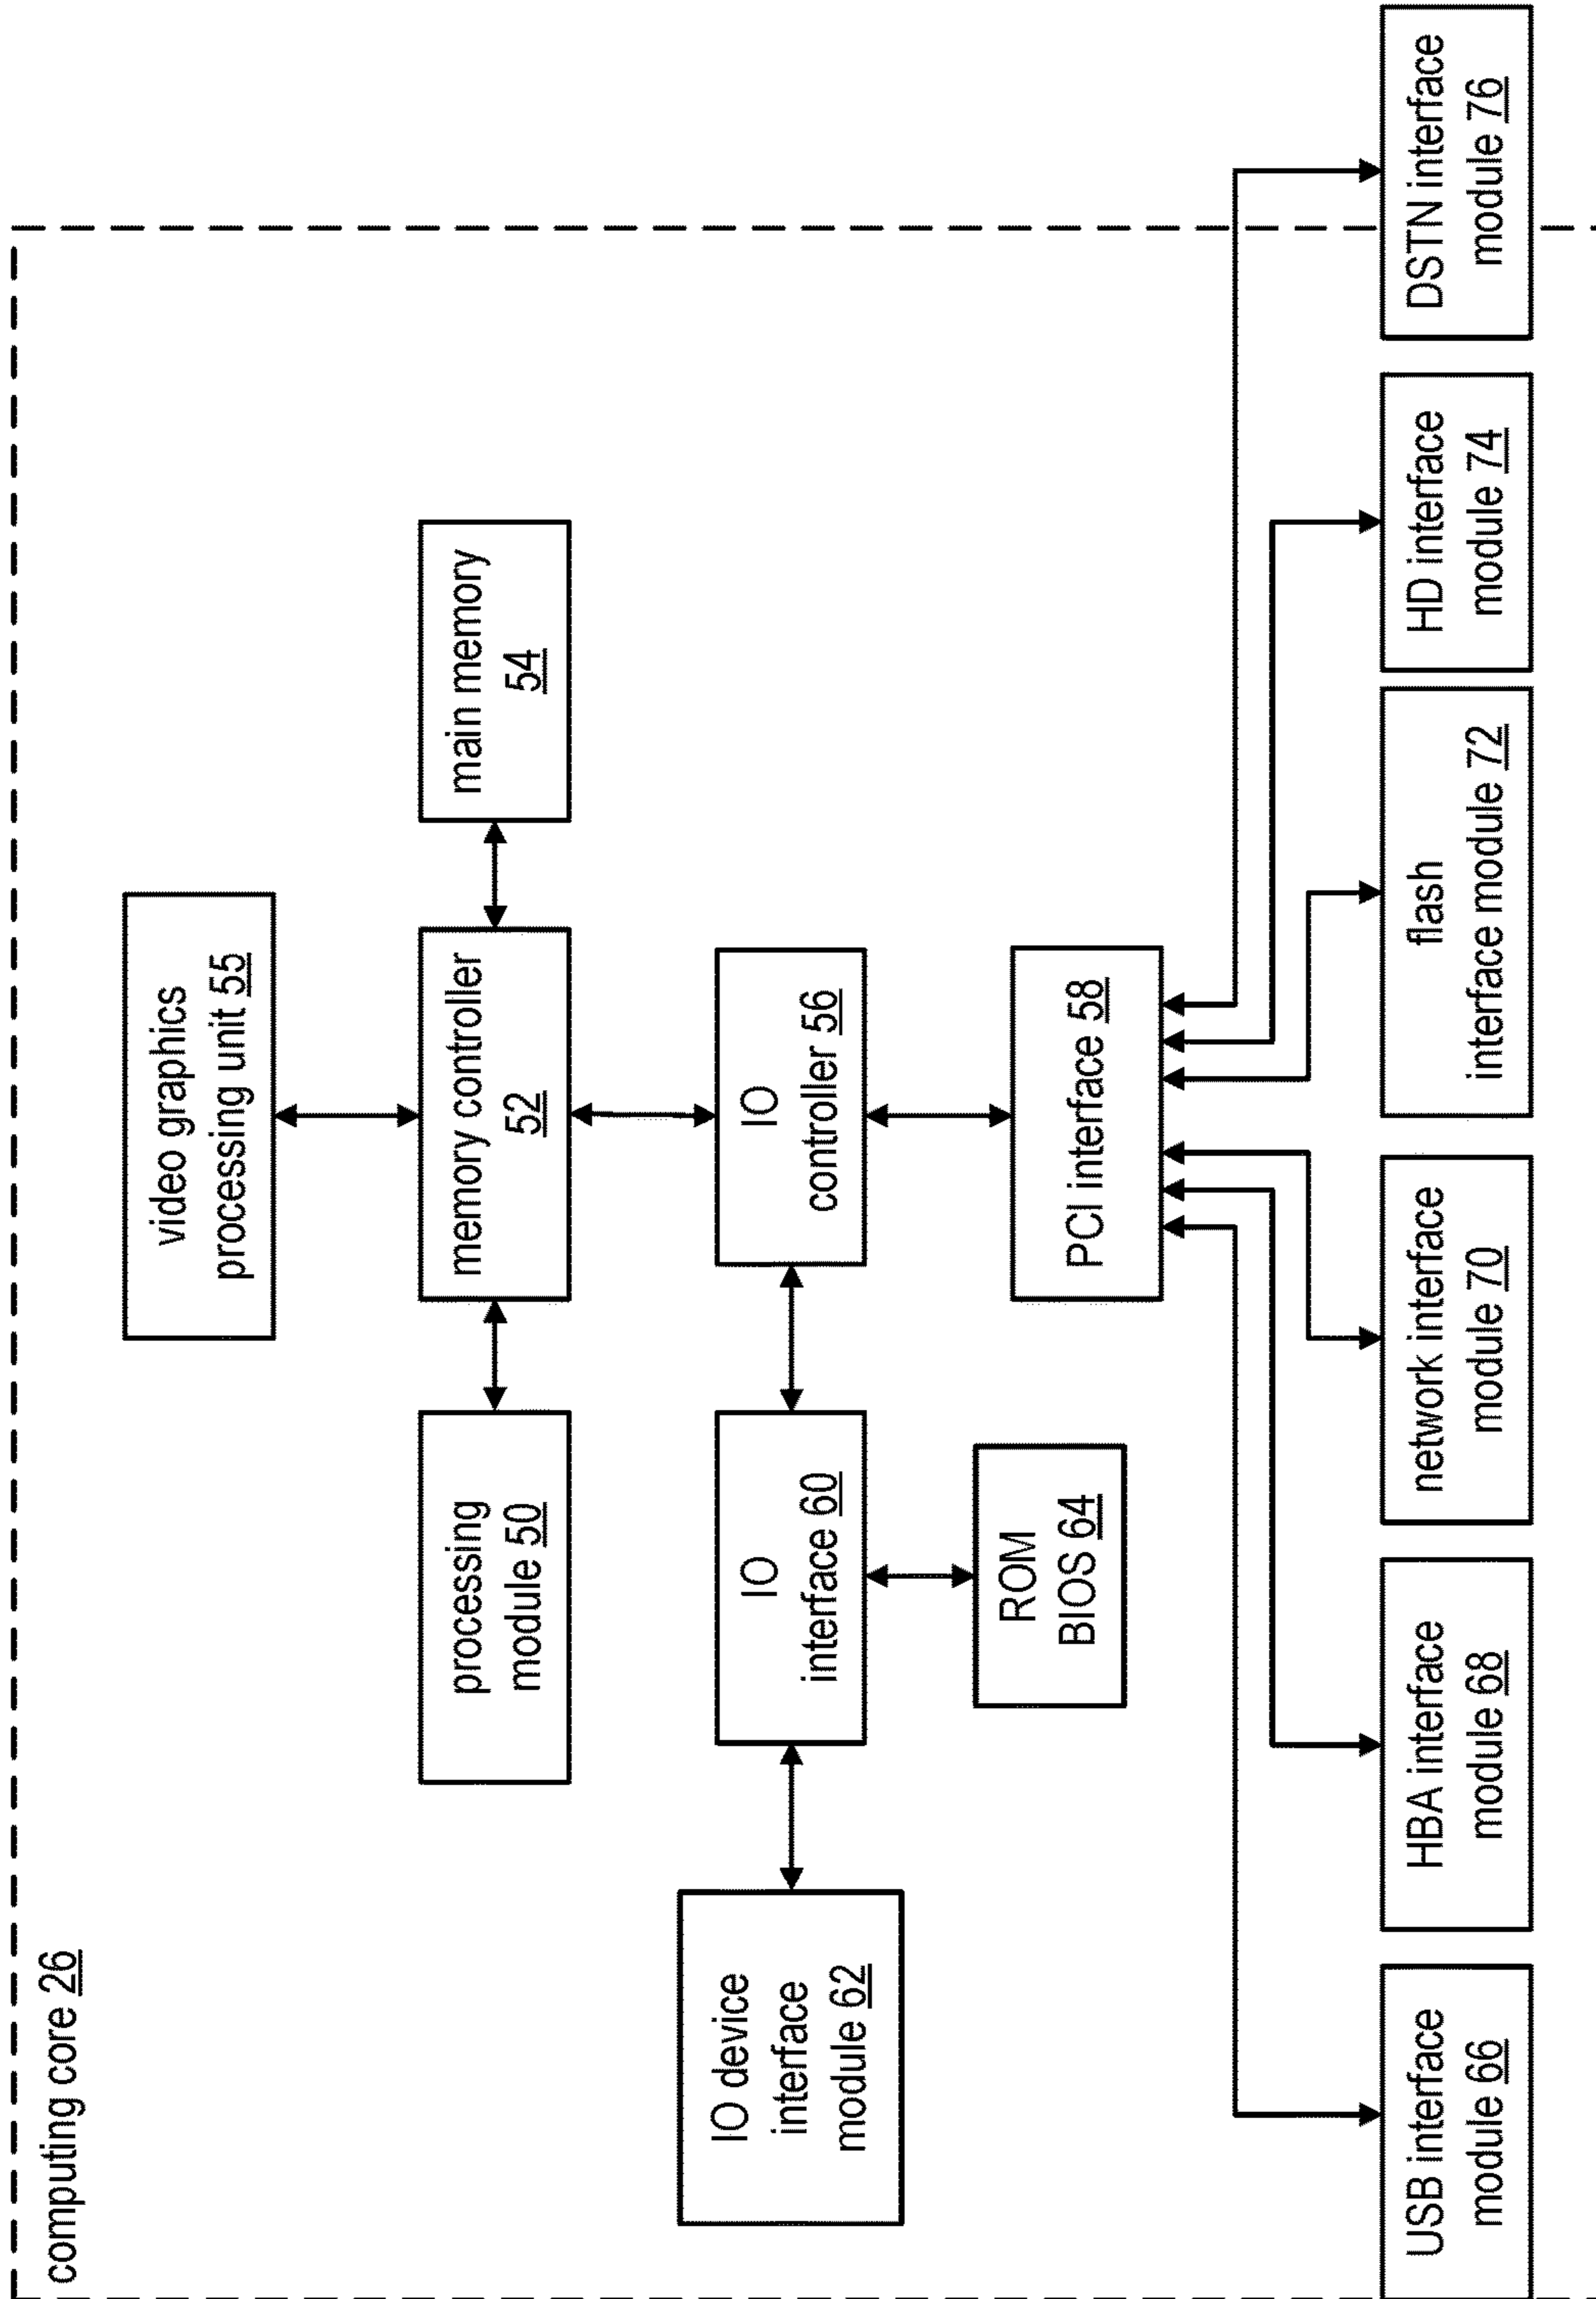 computing core 26
video graphics
processing unit 55
processing
module 50
memory controller
52
main memory
54
IO device
interface
module 62
IO
interface 60
IO
controller 56
ROM
BIOS 64
PCI interface 58
USB interface
module 66
HBA interface
module 68
network interface
module 70
flash
interface module 72
HD interface
module 74
DSTN interface
module 76